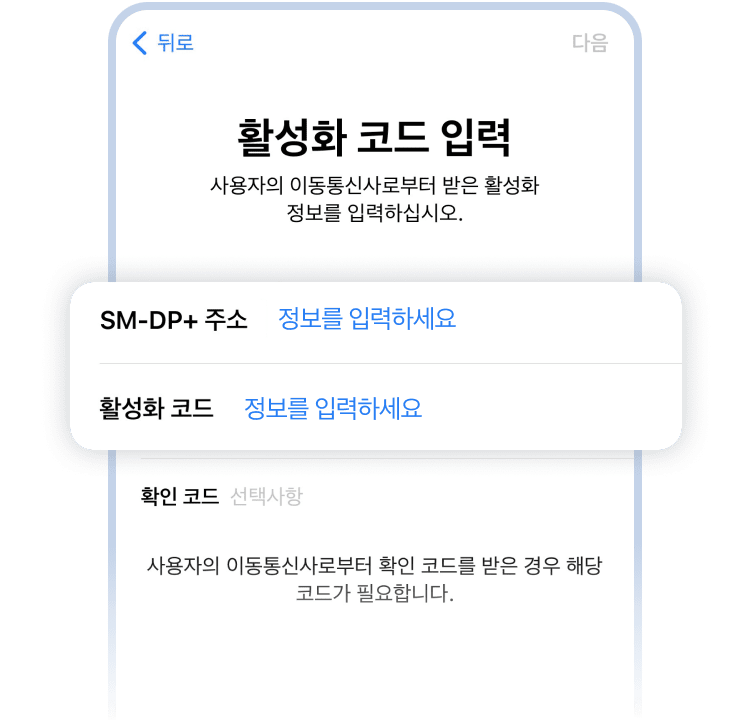 뒤로
다음
활성화 코드 입력
사용자의 이동통신사로부터 받은 활성화
정보를 입력하십시오.
SM-DP+ 주소 정보를 입력하세요
활성화 코드 정보를 입력하세요
확인 코드 선택사항
사용자의 이동통신사로부터 확인 코드를 받은 경우 해당
코드가 필요합니다.